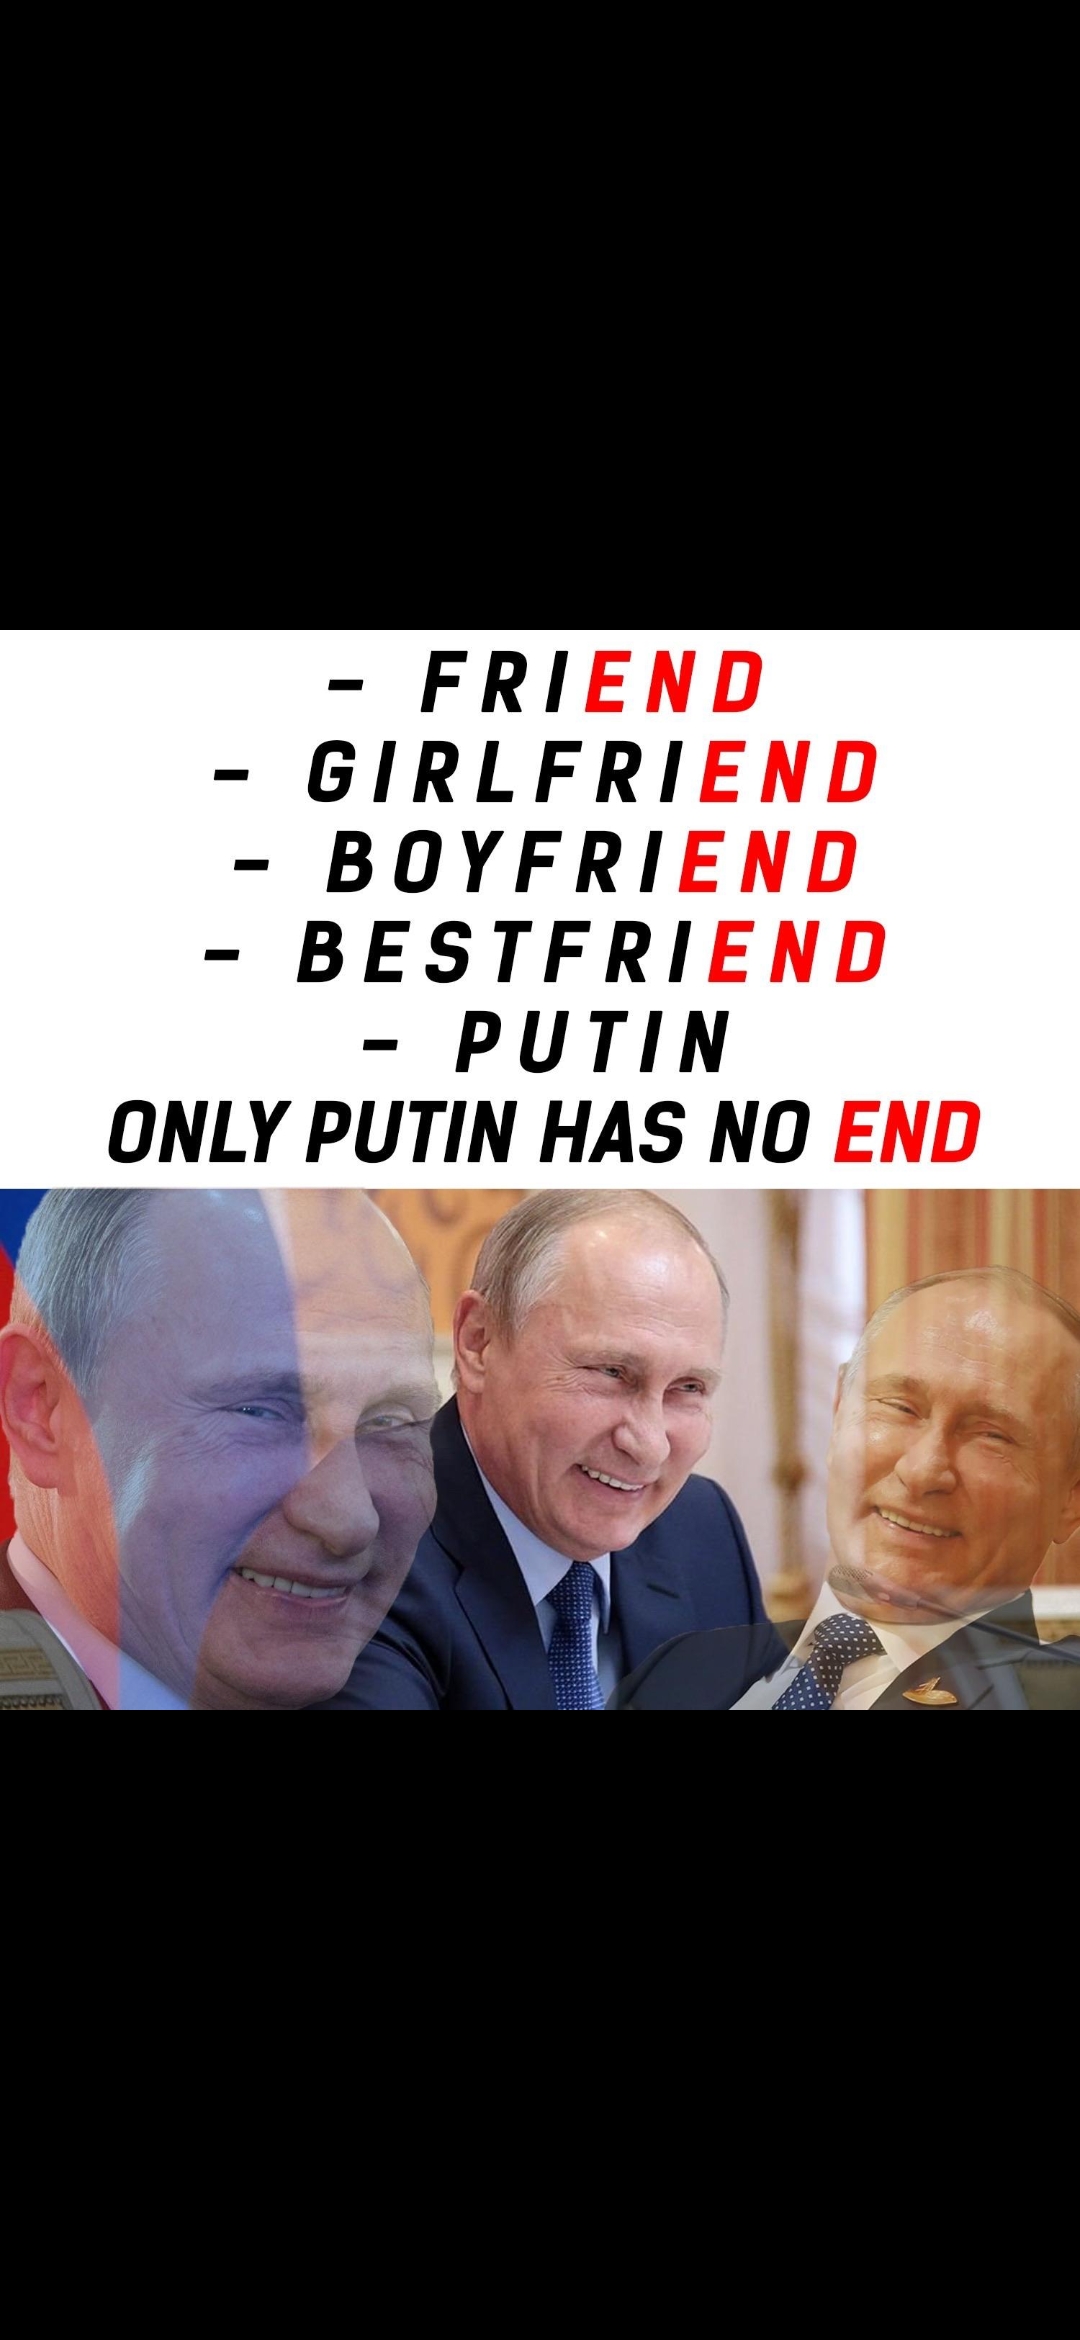 - FRIEND
- GIRLFRIEND
- BOYFRIEND
- BESTFRIEND
- PUTIN
ONLY PUTIN HAS NO END